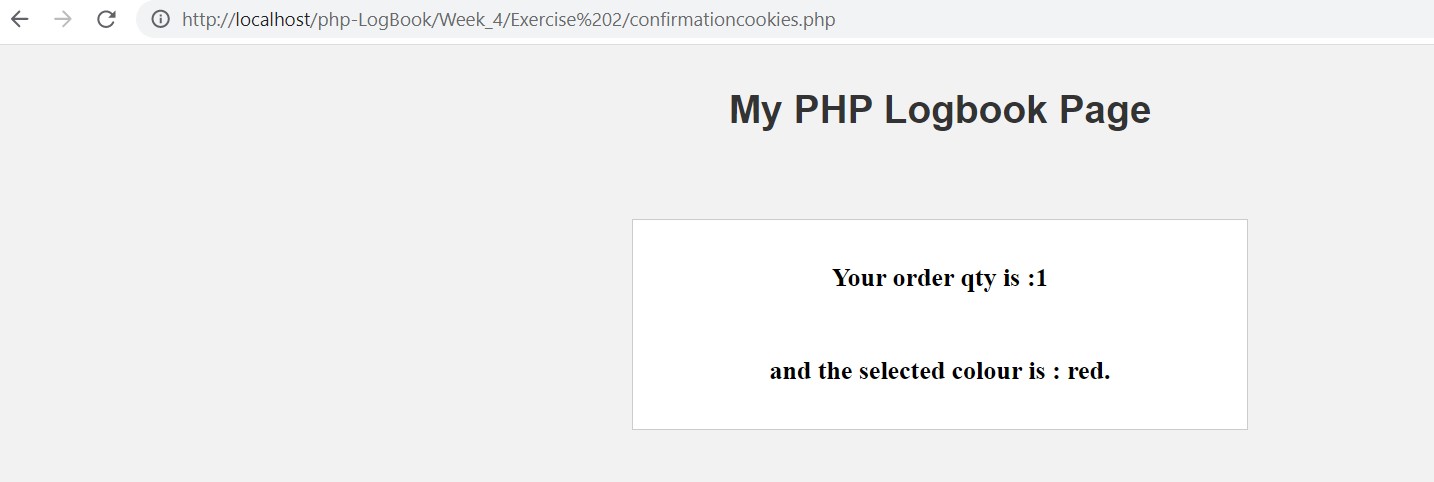 http://localhost/php-LogBook/Week_4/Exercise%202/confirmationcookies.php
My PHP Logbook Page
Your order qty is :1
and the selected colour is : red.